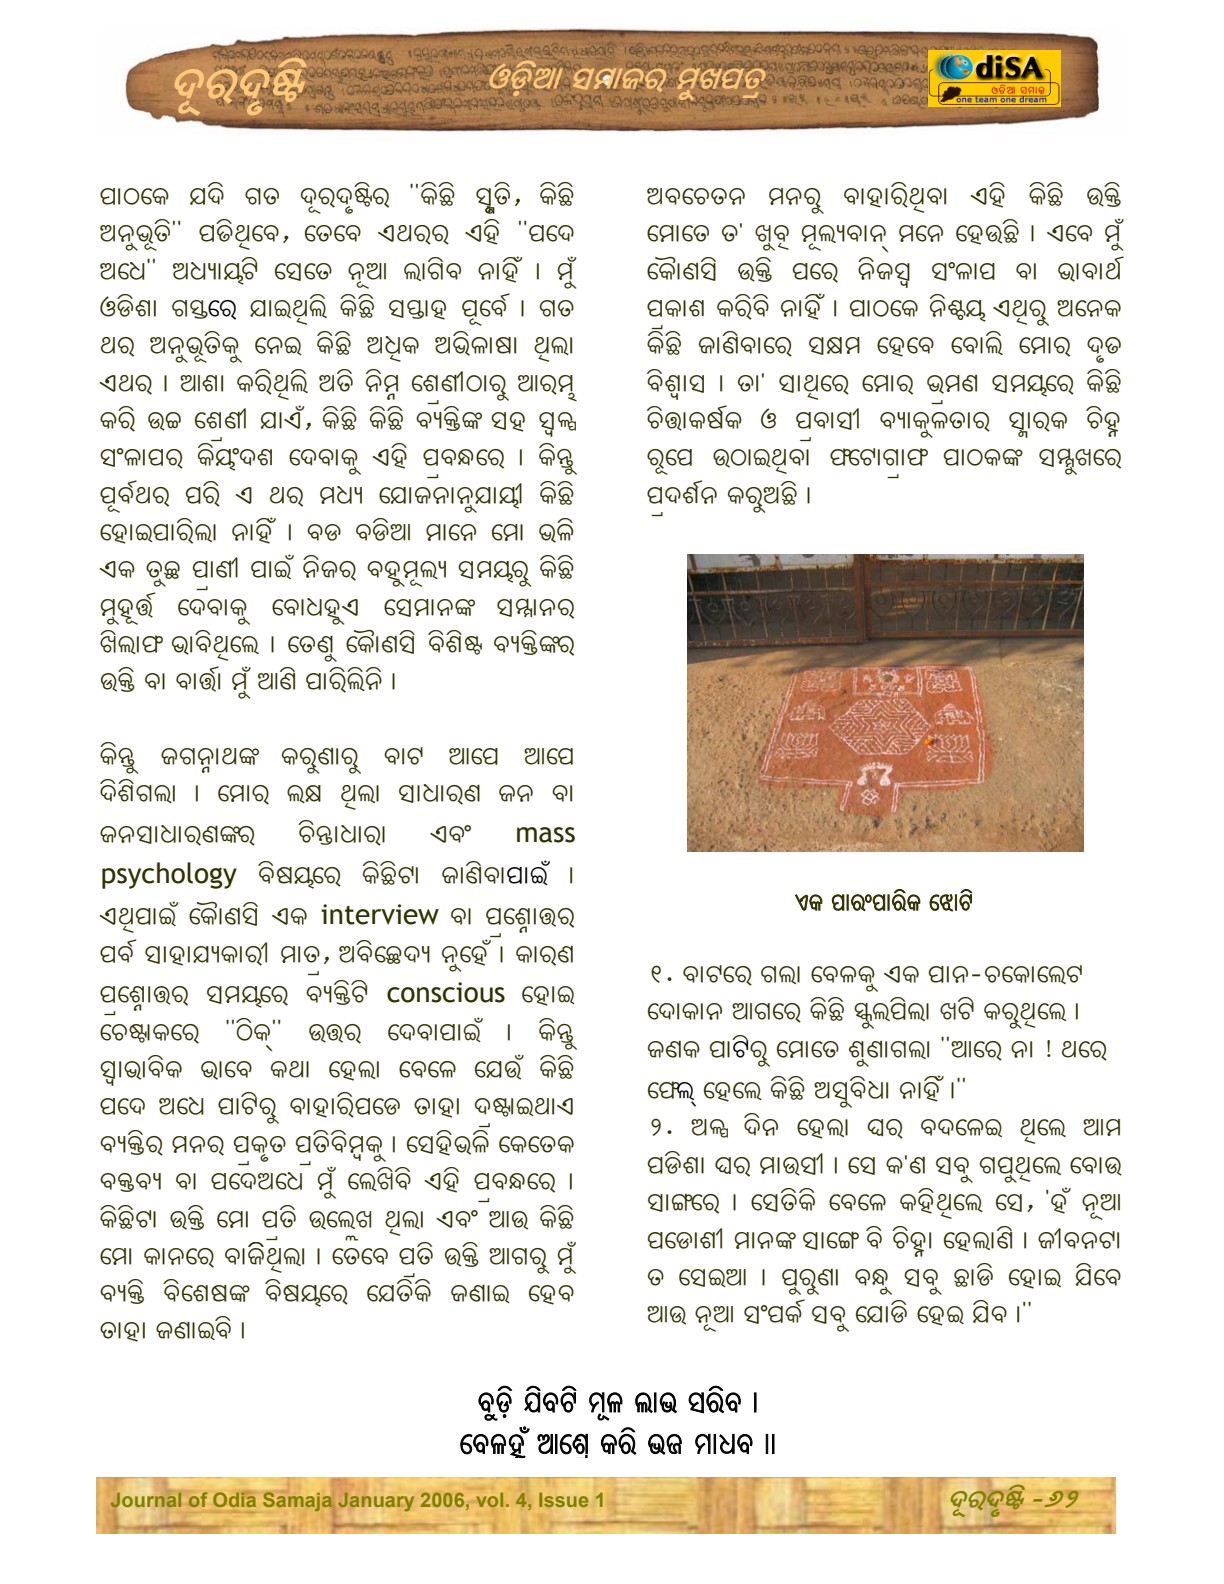 ଦୂରଦୃଷ୍ଟି
ଓଡ଼ିଆ ସମାଜର ମୁଖପତ୍ର
OdiSA
ଓଡିଆ ସମାଜ
one team one dream
ପାଠକେ ଯଦି ଗତ ଦୂରଦୃଷ୍ଟିର "କିଛି ସ୍ମୃତି, କିଛି
ଅନୁଭୂତି" ପଢିଥିବେ, ତେବେ ଏଥରର ଏହି "ପଦେ
ଅଧେ" ଅଧ୍ୟାୟଟି ସେତେ ନୂଆ ଲାଗିବ ନାହିଁ । ମୁଁ
ଓଡିଶା ଗସ୍ତରେ ଯାଇଥିଲି କିଛି ସପ୍ତାହ ପୂର୍ବେ । ଗତ
ଥର ଅନୁଭୂତିକୁ ନେଇ କିଛି ଅଧିକ ଅଭିଳାଷା ଥିଲା
ଏଥର । ଆଶା କରିଥିଲି ଅତି ନିମ୍ନ ଶ୍ରେଣୀଠାରୁ ଆରମ୍ଭ
କରି ଉଚ୍ଚ ଶ୍ରେଣୀ ଯାଏଁ, କିଛି କିଛି ବ୍ୟକ୍ତିଙ୍କ ସହ ସ୍ୱଳ୍ପ
ସଂଳାପର କିୟଂଦଶ ଦେବାକୁ ଏହି ପ୍ରବନ୍ଧରେ । କିନ୍ତୁ
ପୂର୍ବଥର ପରି ଏ ଥର ମଧ୍ୟ ଯୋଜନାନୁଯାୟୀ କିଛି
ହୋଇପାରିଲା ନାହିଁ । ବଡ ବଡିଆ ମାନେ ମୋ ଭଳି
ଏକ ତୁଚ୍ଛ ପ୍ରାଣୀ ପାଇଁ ନିଜର ବହୁମୂଲ୍ୟ ସମୟରୁ କିଛି
ମୁହୂର୍ତ୍ତ ଦେବାକୁ ବୋଧହୁଏ ସେମାନଙ୍କ ସମ୍ମାନର
ଖିଲାଫ ଭାବିଥିଲେ । ତେଣୁ କୌଣସି ବିଶିଷ୍ଟ ବ୍ୟକ୍ତିଙ୍କର
ଉକ୍ତି ବା ବାର୍ତ୍ତା ମୁଁ ଆଣି ପାରିଲିନି ।
କିନ୍ତୁ ଜଗନ୍ନାଥଙ୍କ କରୁଣାରୁ ବାଟ ଆପେ ଆପେ
ଦିଶିଗଲା । ମୋର ଲକ୍ଷ ଥିଲା ସାଧାରଣ ଜନ ବା
ଜନସାଧାରଣଙ୍କର ଚିନ୍ତାଧାରା ଏବଂ mass
psychology ବିଷୟରେ କିଛିଟା ଜାଣିବାପାଇଁ ।
ଏଥିପାଇଁ କୌଣସି ଏକ interview ବା ପ୍ରଶ୍ନୋତ୍ତର
ପର୍ବ ସାହାଯ୍ୟକାରୀ ମାତ୍ର, ଅବିଚ୍ଛେଦ୍ୟ ନୁହେଁ । କାରଣ
ପ୍ରଶ୍ନୋତ୍ତର ସମୟରେ ବ୍ୟକ୍ତିଟି conscious ହୋଇ
ଚେଷ୍ଟାକରେ "ଠିକ୍" ଉତ୍ତର ଦେବାପାଇଁ । କିନ୍ତୁ
ସ୍ୱାଭାବିକ ଭାବେ କଥା ହେଲା ବେଳେ ଯେଉଁ କିଛି
ପଦେ ଅଧେ ପାଟିରୁ ବାହାରିପଡେ ତାହା ଦଷ୍ଟାଇଥାଏ
ବ୍ୟକ୍ତିର ମନର ପ୍ରକୃତ ପ୍ରତିବିମ୍ବକୁ । ସେହିଭଳି କେତେକ
ବକ୍ତବ୍ୟ ବା ପଦେଅଧେ ମୁଁ ଲେଖିବି ଏହି ପ୍ରବନ୍ଧରେ ।
କିଛିଟା ଉକ୍ତି ମୋ ପ୍ରତି ଉଲ୍ଲେଖ ଥିଲା ଏବଂ ଆଉ କିଛି
ମୋ କାନରେ ବାଜିଥିଲା । ତେବେ ପ୍ରତି ଉକ୍ତି ଆଗରୁ ମୁଁ
ବ୍ୟକ୍ତି ବିଶେଷଙ୍କ ବିଷୟରେ ଯେତିକି ଜଣାଇ ହେବ
ତାହା ଜଣାଇବି ।
ଅବଚେତନ ମନରୁ ବାହାରିଥିବା ଏହି କିଛି ଉକ୍ତି
ମୋତେ ତ' ଖୁବ୍ ମୂଲ୍ୟବାନ୍ ମନେ ହେଉଛି । ଏବେ ମୁଁ
କୌଣସି ଉକ୍ତି ପରେ ନିଜସ୍ୱ ସଂଳାପ ବା ଭାବାର୍ଥ
ପ୍ରକାଶ କରିବି ନାହିଁ । ପାଠକେ ନିଶ୍ଚୟ ଏଥିରୁ ଅନେକ
କିଛି ଜାଣିବାରେ ସକ୍ଷମ ହେବେ ବୋଲି ମୋର ଦୃଢ
ବିଶ୍ୱାସ । ତା' ସାଥିରେ ମୋର ଭ୍ରମଣ ସମୟରେ କିଛି
ଚିତ୍ତାକର୍ଷକ ଓ ପ୍ରବାସୀ ବ୍ୟାକୁଳତାର ସ୍ମାରକ ଚିହ୍ନ
ରୂପେ ଉଠାଇଥିବା ଫଟୋଗ୍ରାଫ ପାଠକଙ୍କ ସମ୍ମୁଖରେ
ପ୍ରଦର୍ଶନ କରୁଅଛି ।
ଏକ ପାରଂପାରିକ ଝୋଟି
୧. ବାଟରେ ଗଲା ବେଳକୁ ଏକ ପାନ-ଚକୋଲେଟ
ଦୋକାନ ଆଗରେ କିଛି ସ୍କୁଲପିଲା ଖଟି କରୁଥିଲେ ।
ଜଣକ ପାଟିରୁ ମୋତେ ଶୁଣାଗଲା "ଆରେ ନା ! ଥରେ
ଫେଲ୍ ହେଲେ କିଛି ଅସୁବିଧା ନାହିଁ ।"
୨. ଅଳ୍ପ ଦିନ ହେଲା ଘର ବଦଳେଇ ଥିଲେ ଆମ
ପଡିଶା ଘର ମାଉସୀ । ସେ କ'ଣ ସବୁ ଗପୁଥିଲେ ବୋଉ
ସାଙ୍ଗରେ । ସେତିକି ବେଳେ କହିଥିଲେ ସେ, 'ହଁ ନୂଆ
ପଡୋଶୀ ମାନଙ୍କ ସାଙ୍ଗେ ବି ଚିହ୍ନା ହେଲାଣି । ଜୀବନଟା
ତ ସେଇଆ । ପୁରୁଣା ବନ୍ଧୁ ସବୁ ଛାଡି ହୋଇ ଯିବେ
ଆଉ ନୂଆ ସଂପର୍କ ସବୁ ଯୋଡି ହେଇ ଯିବ ।"
ବୁଡ଼ି ଯିବଟି ମୂଳ ଲାଭ ସରିବ ।
ବେଳହୁଁ ଆଶ୍ରେ କରି ଭଜ ମାଧବ ॥
Journal of Odia Samaja January 2006, vol. 4, Issue 1
ଦୂରଦୃଷ୍ଟି -୬୨